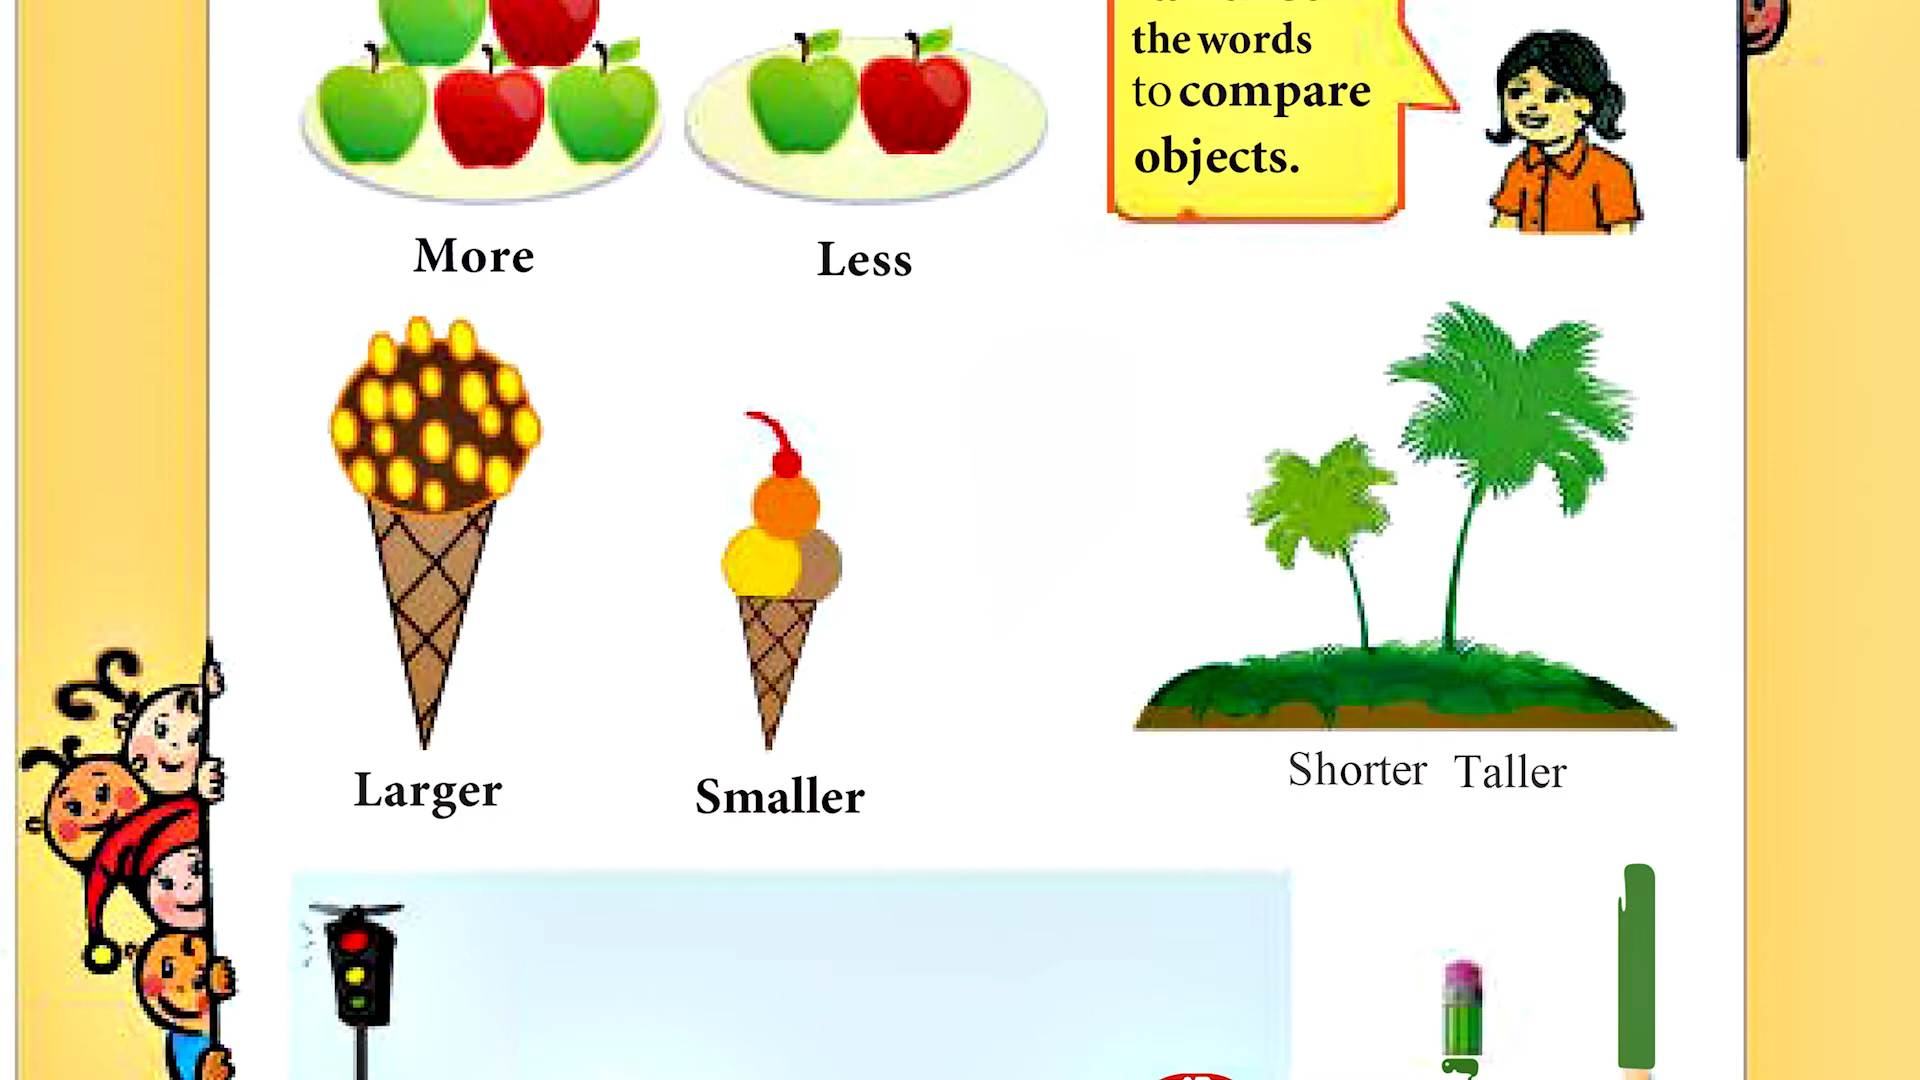 the words
to compare
objects.
More
Less
Larger
Smaller
Shorter Taller